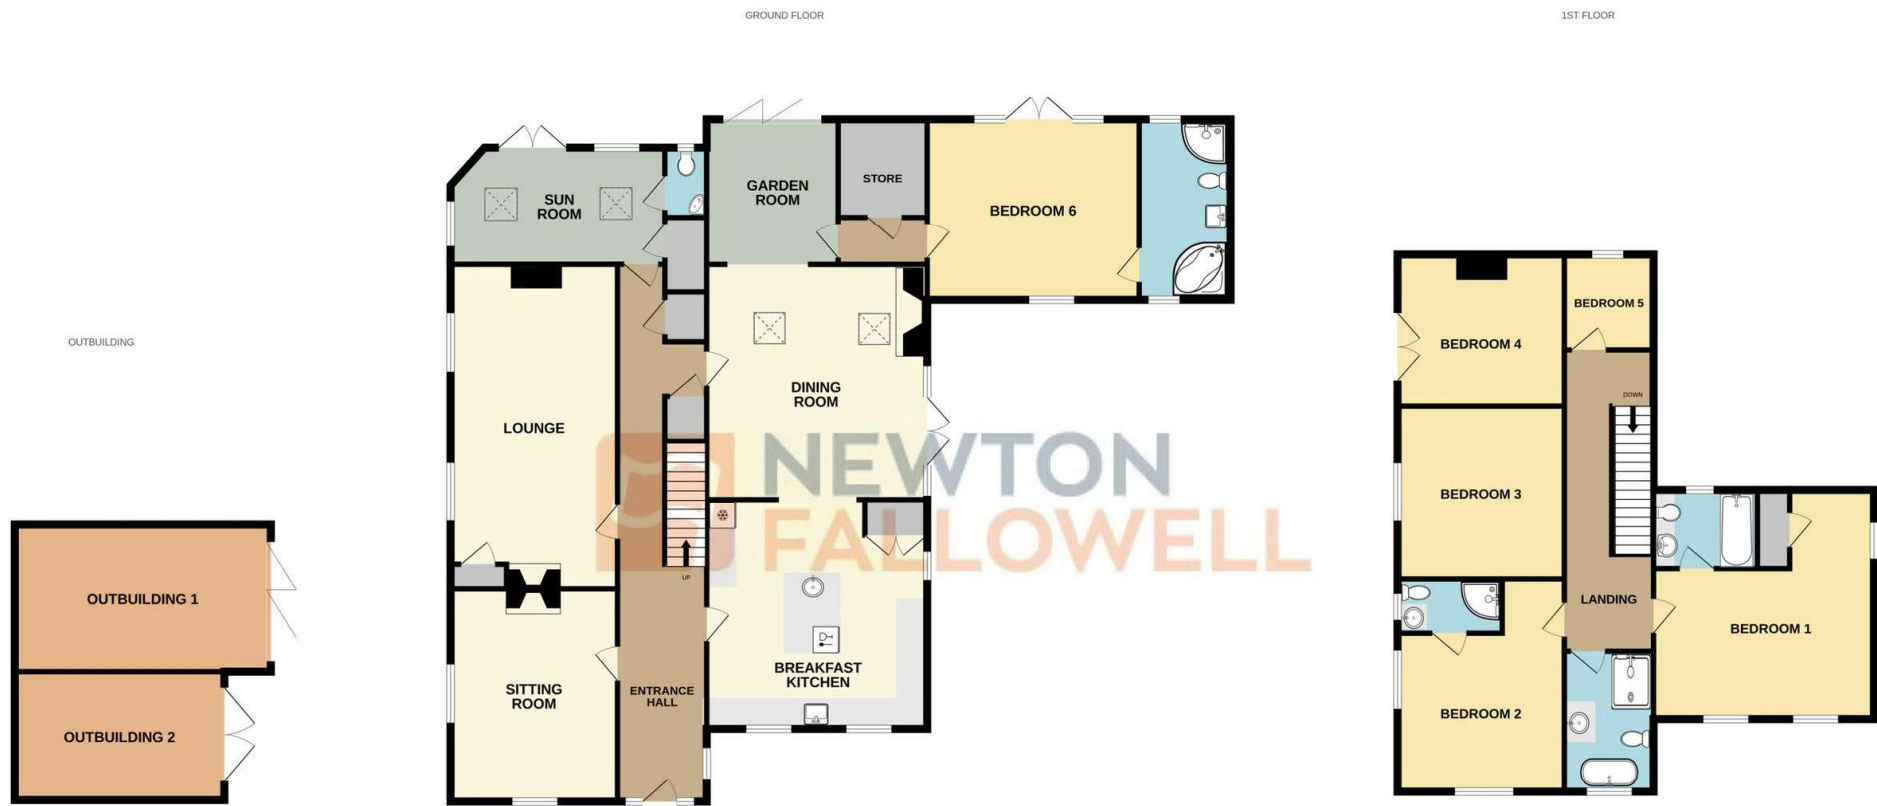 GROUND FLOOR
1ST FLOOR
OUTBUILDING
OUTBUILDING 1
OUTBUILDING 2
SUN
ROOM
GARDEN
ROOM
STORE
BEDROOM 6
LOUNGE
DINING
ROOM
NEWTON
FALLOWELL
UP
BREAKFAST
KITCHEN
SITTING
ROOM
ENTRANCE
HALL
BEDROOM 4
BEDROOM 5
DOWN
BEDROOM 3
LANDING
BEDROOM 1
BEDROOM 2